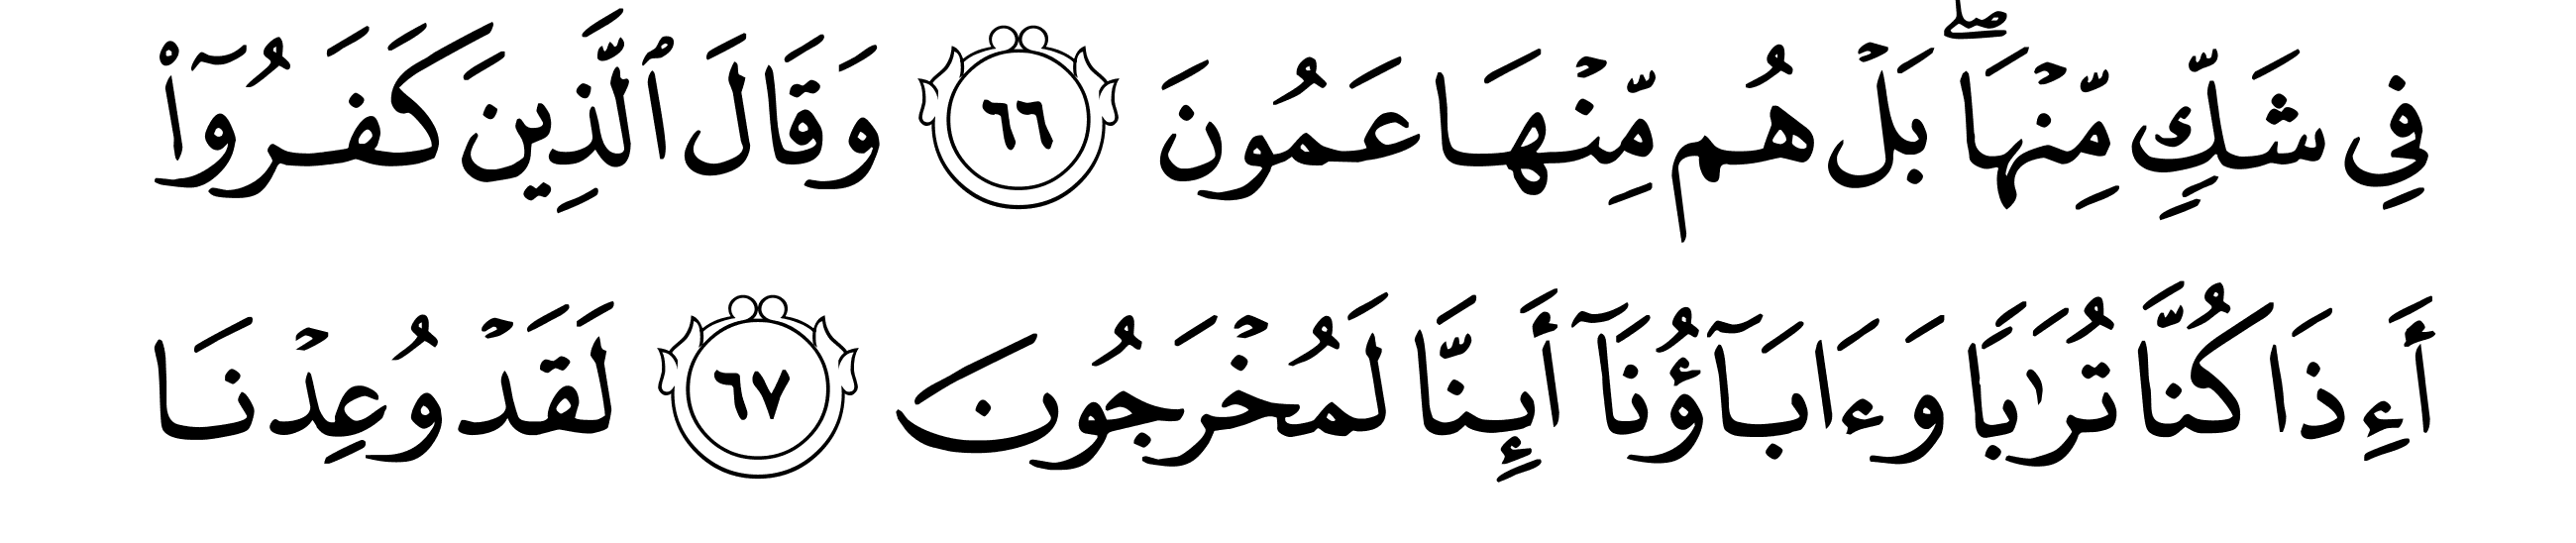 فِي شَكٍّ مِّنْهَا ۖ بَلْ هُم مِّنْهَا عَمُونَ ٦٦ وَقَالَ ٱلَّذِينَ كَفَرُوٓا۟
أَءِذَا كُنَّا تُرَٰبًا وَءَابَآؤُنَآ أَئِنَّا لَمُخْرَجُونَ ٦٧ لَقَدْ وُعِدْنَا